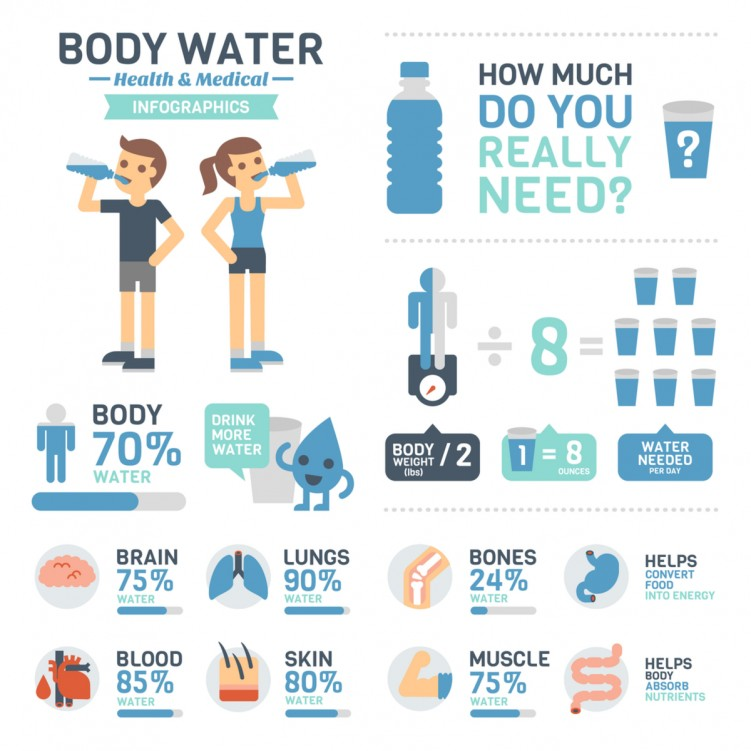 BODY WATER
Health & Medical
INFOGRAPHICS
HOW MUCH
DO YOU
REALLY
NEED?
?
÷ 8 =
BODY
WEIGHT
(lbs)
/ 2
1 = 8
OUNCES
WATER
NEEDED
PER DAY
BODY
70%
WATER
DRINK
MORE
WATER
BRAIN
75%
WATER
LUNGS
90%
WATER
BONES
24%
WATER
HELPS
CONVERT
FOOD
INTO ENERGY
BLOOD
85%
WATER
SKIN
80%
WATER
MUSCLE
75%
WATER
HELPS
BODY
ABSORB
NUTRIENTS